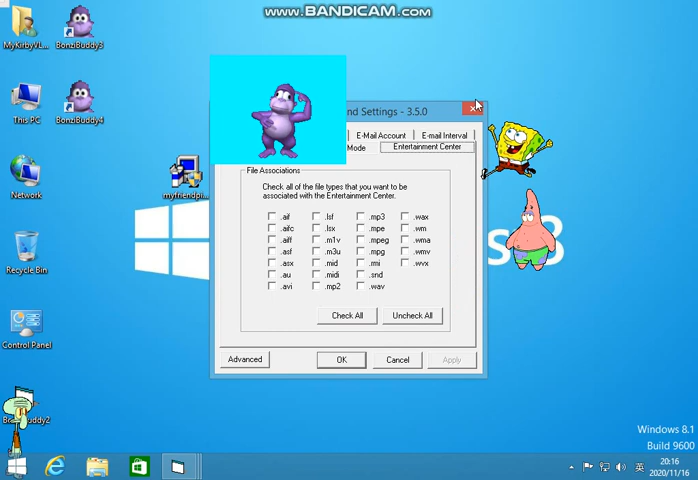 www.BANDICAM.com
MyKirbyVL...
BonziBuddy3
This PC
BonziBuddy4
nd Settings - 3.5.0
E-Mail Account
E-mail Interval
Mode
Entertainment Center
myfriendpi...
File Associations
Check all of the file types that you want to be
associated with the Entertainment Center.
.aif .lsf .mp3 .wax
.aifc .lsx .mpe .wm
.aiff .m1v .mpeg .wma
.asf .m3u .mpg .wmv
.asx .mid .rmi .wvx
.au .midi .snd
.avi .mp2 .wav
Check All
Uncheck All
Advanced
OK
Cancel
Apply
Network
Recycle Bin
Control Panel
s 8
Windows 8.1
Build 9600
英
20:16
2020/11/16